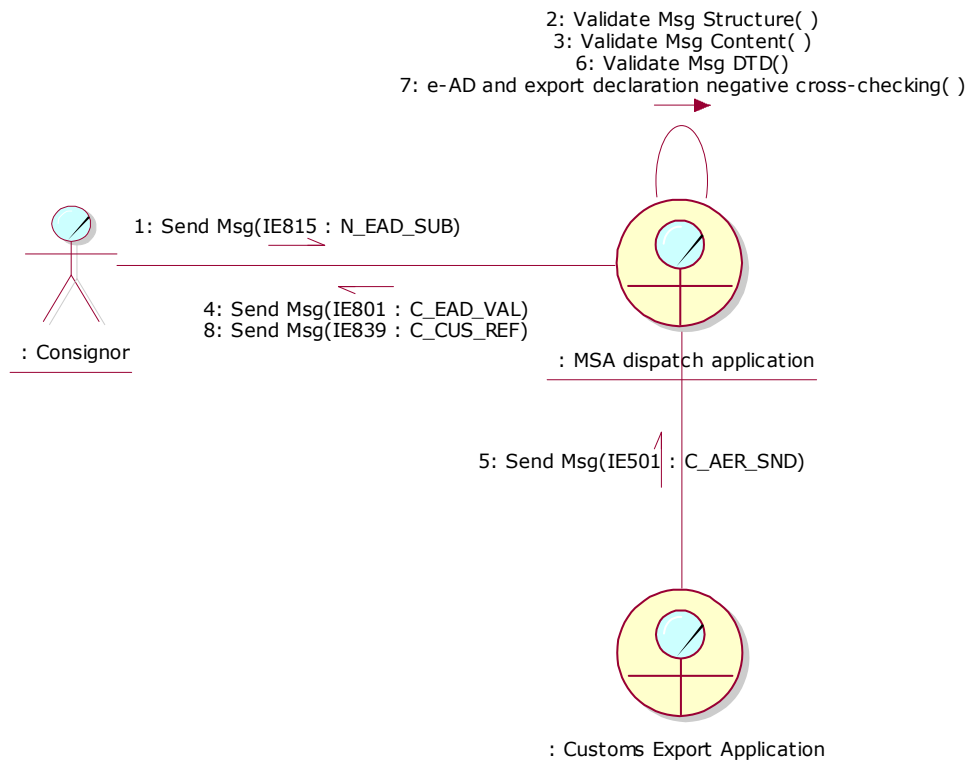 2: Validate Msg Structure( )
3: Validate Msg Content( )
6: Validate Msg DTD()
7: e-AD and export declaration negative cross-checking( )
1: Send Msg(IE815 : N_EAD_SUB)
4: Send Msg(IE801 : C_EAD_VAL)
8: Send Msg(IE839 : C_CUS_REF)
: Consignor
: MSA dispatch application
5: Send Msg(IE501 : C_AER_SND)
: Customs Export Application